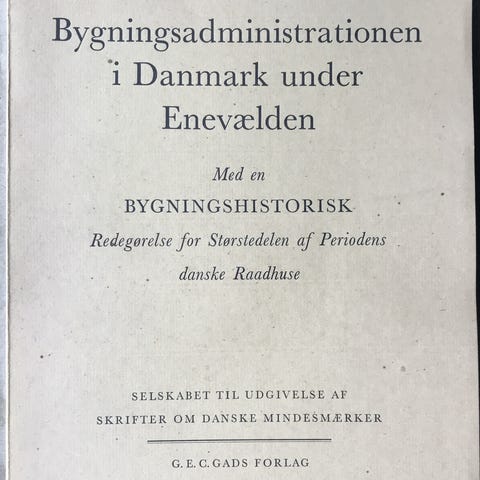 Bygningsadministrationen
i Danmark under
Enevælden
Med en
BYGNINGSHISTORISK
Redegørelse for Størstedelen af Periodens
danske Raadhuse
SELSKABET TIL UDGIVELSE AF
SKRIFTER OM DANSKE MINDESMÆRKER
G. E. C. GADS FORLAG